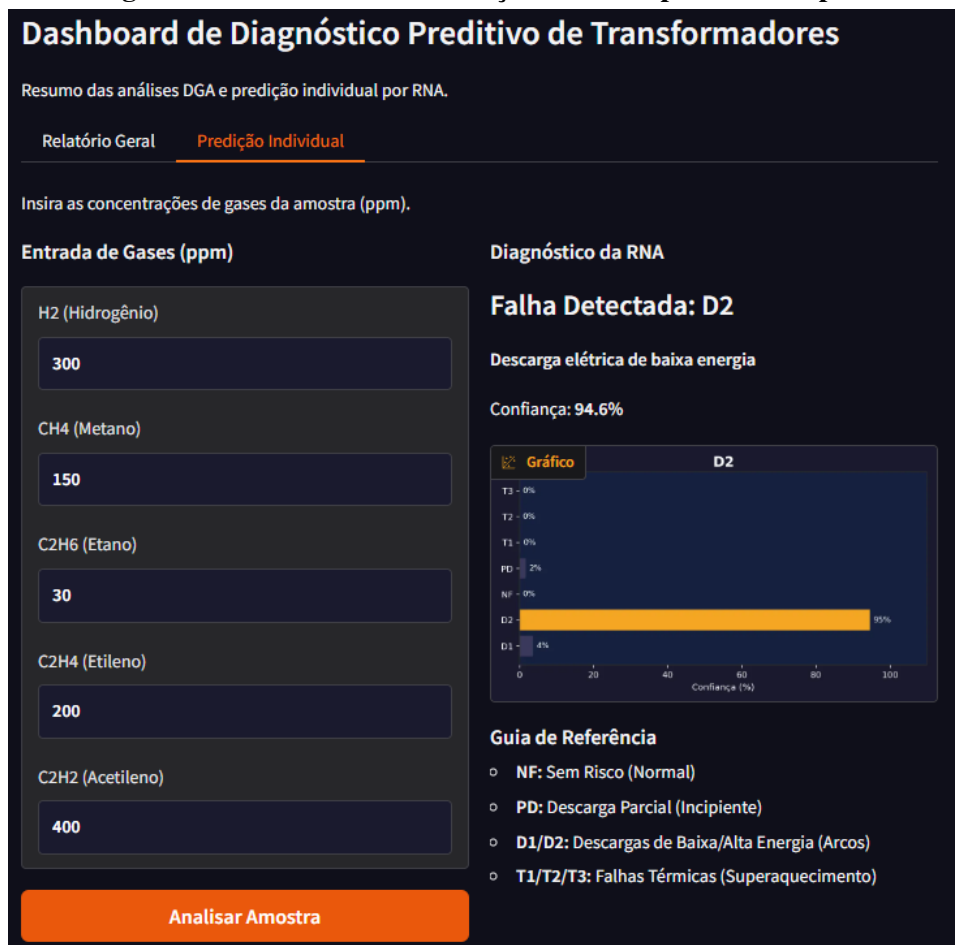 Dashboard de Diagnóstico Preditivo de Transformadores
Resumo das análises DGA e predição individual por RNA.
Relatório Geral
Predição Individual
Insira as concentrações de gases da amostra (ppm).
Entrada de Gases (ppm)
H2 (Hidrogênio)
300
CH4 (Metano)
150
C2H6 (Etano)
30
C2H4 (Etileno)
200
C2H2 (Acetileno)
400
Analisar Amostra
Diagnóstico da RNA
Falha Detectada: D2
Descarga elétrica de baixa energia
Confiança: 94.6%
Gráfico
D2
T3 - 0%
T2 - 0%
T1 - 0%
PD - 2%
NF - 0%
D2 - 95%
D1 - 4%
0 20 40 60 80 100
Confiança (%)
Guia de Referência
NF: Sem Risco (Normal)
PD: Descarga Parcial (Incipiente)
D1/D2: Descargas de Baixa/Alta Energia (Arcos)
T1/T2/T3: Falhas Térmicas (Superaquecimento)